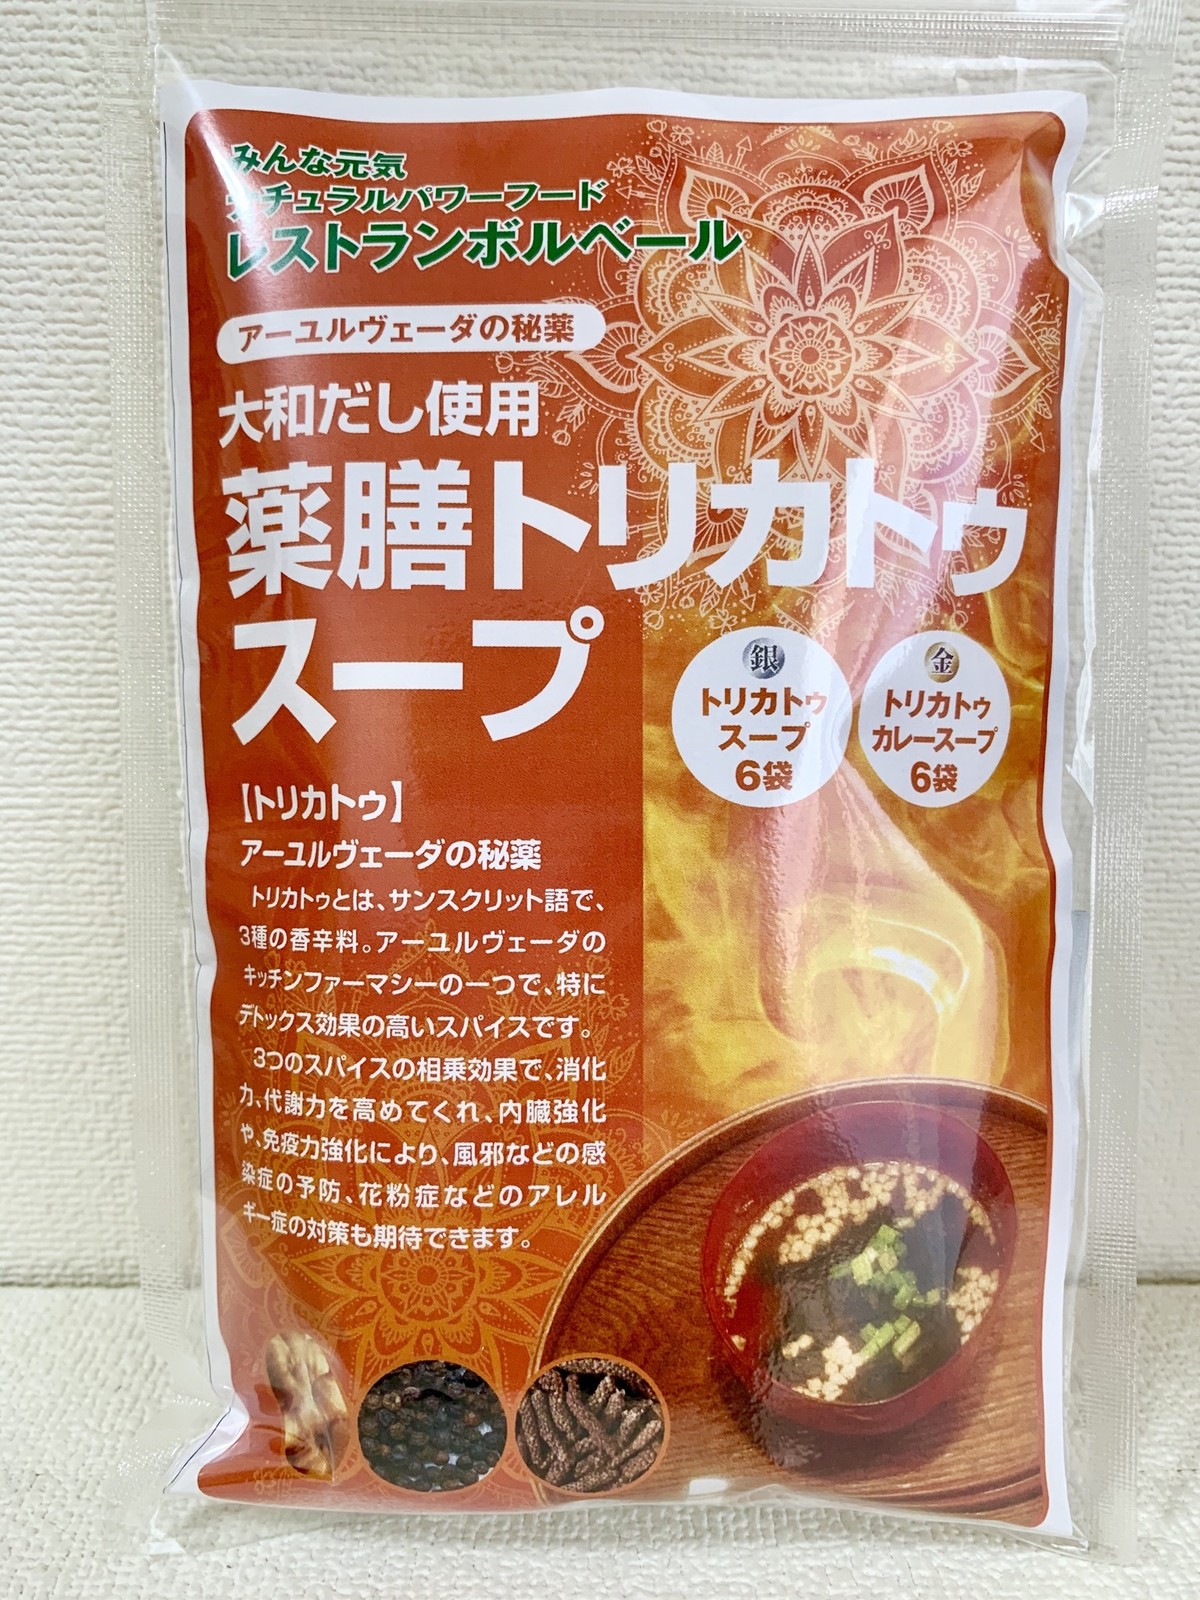 みんな元気
ナチュラルパワーフード
レストランボルベール
アーユルヴェーダの秘薬
大和だし使用
薬膳トリカトゥ
スープ
銀
トリカトゥ
スープ
6袋
金
トリカトゥ
カレースープ
6袋
【トリカトゥ】
アーユルヴェーダの秘薬
トリカトゥとは、サンスクリット語で、
3種の香辛料。アーユルヴェーダの
キッチンファーマシーの一つで、特に
デトックス効果の高いスパイスです。
3つのスパイスの相乗効果で、消化
力、代謝力を高めてくれ、内臓強化
や、免疫力強化により、風邪などの感
染症の予防、花粉症などのアレル
ギー症の対策も期待できます。